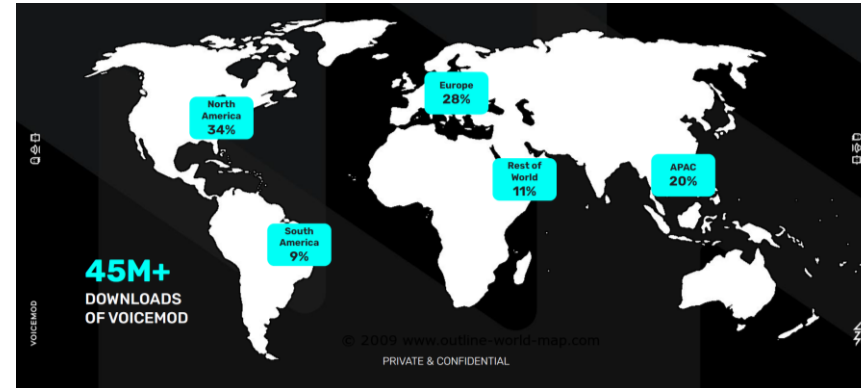 North
America
34%
Europe
28%
Rest of
World
11%
APAC
20%
South
America
9%
45M+
DOWNLOADS
OF VOICEMOD
VOICEMOD
© 2009 www.outline-world-map.com
PRIVATE & CONFIDENTIAL